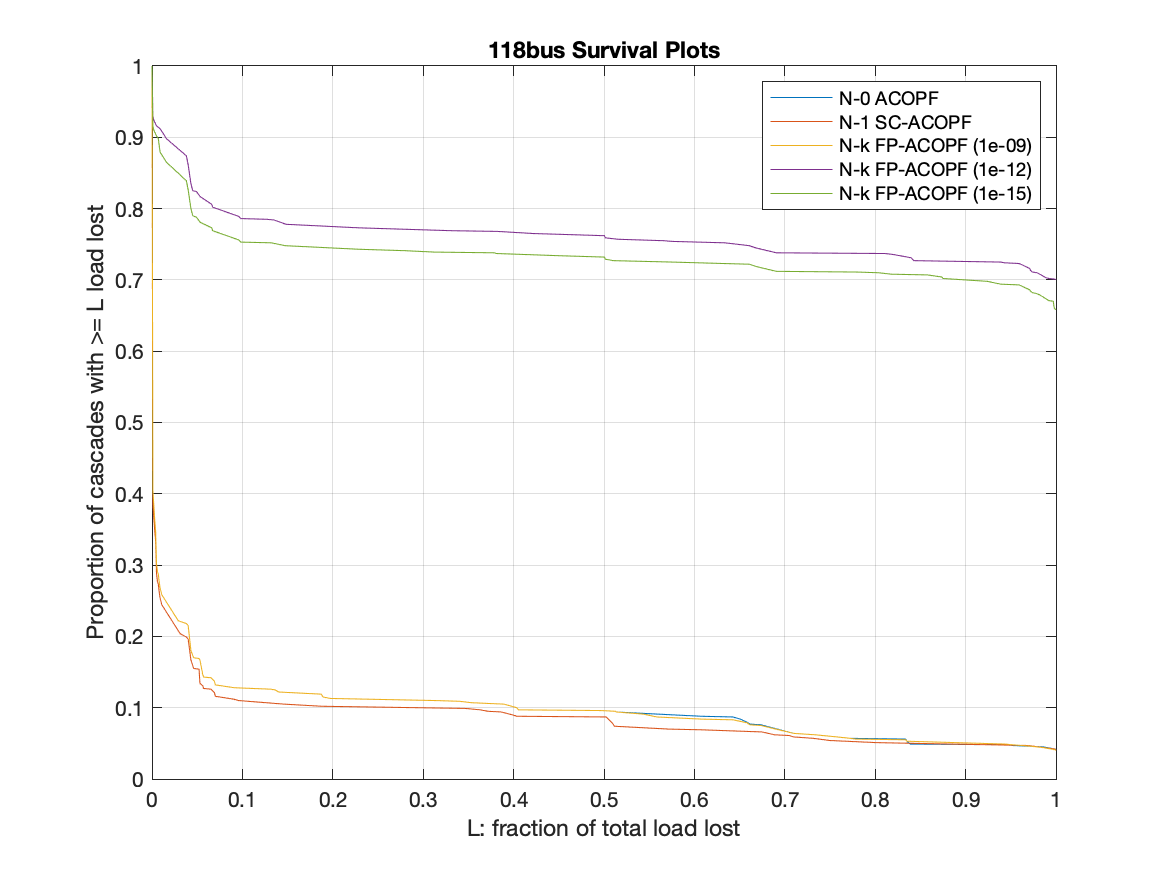 118bus Survival Plots
N-0 ACOPF
N-1 SC-ACOPF
N-k FP-ACOPF (1e-09)
N-k FP-ACOPF (1e-12)
N-k FP-ACOPF (1e-15)
Proportion of cascades with >= L load lost
1
0.9
0.8
0.7
0.6
0.5
0.4
0.3
0.2
0.1
0
0 0.1 0.2 0.3 0.4 0.5 0.6 0.7 0.8 0.9 1
L: fraction of total load lost